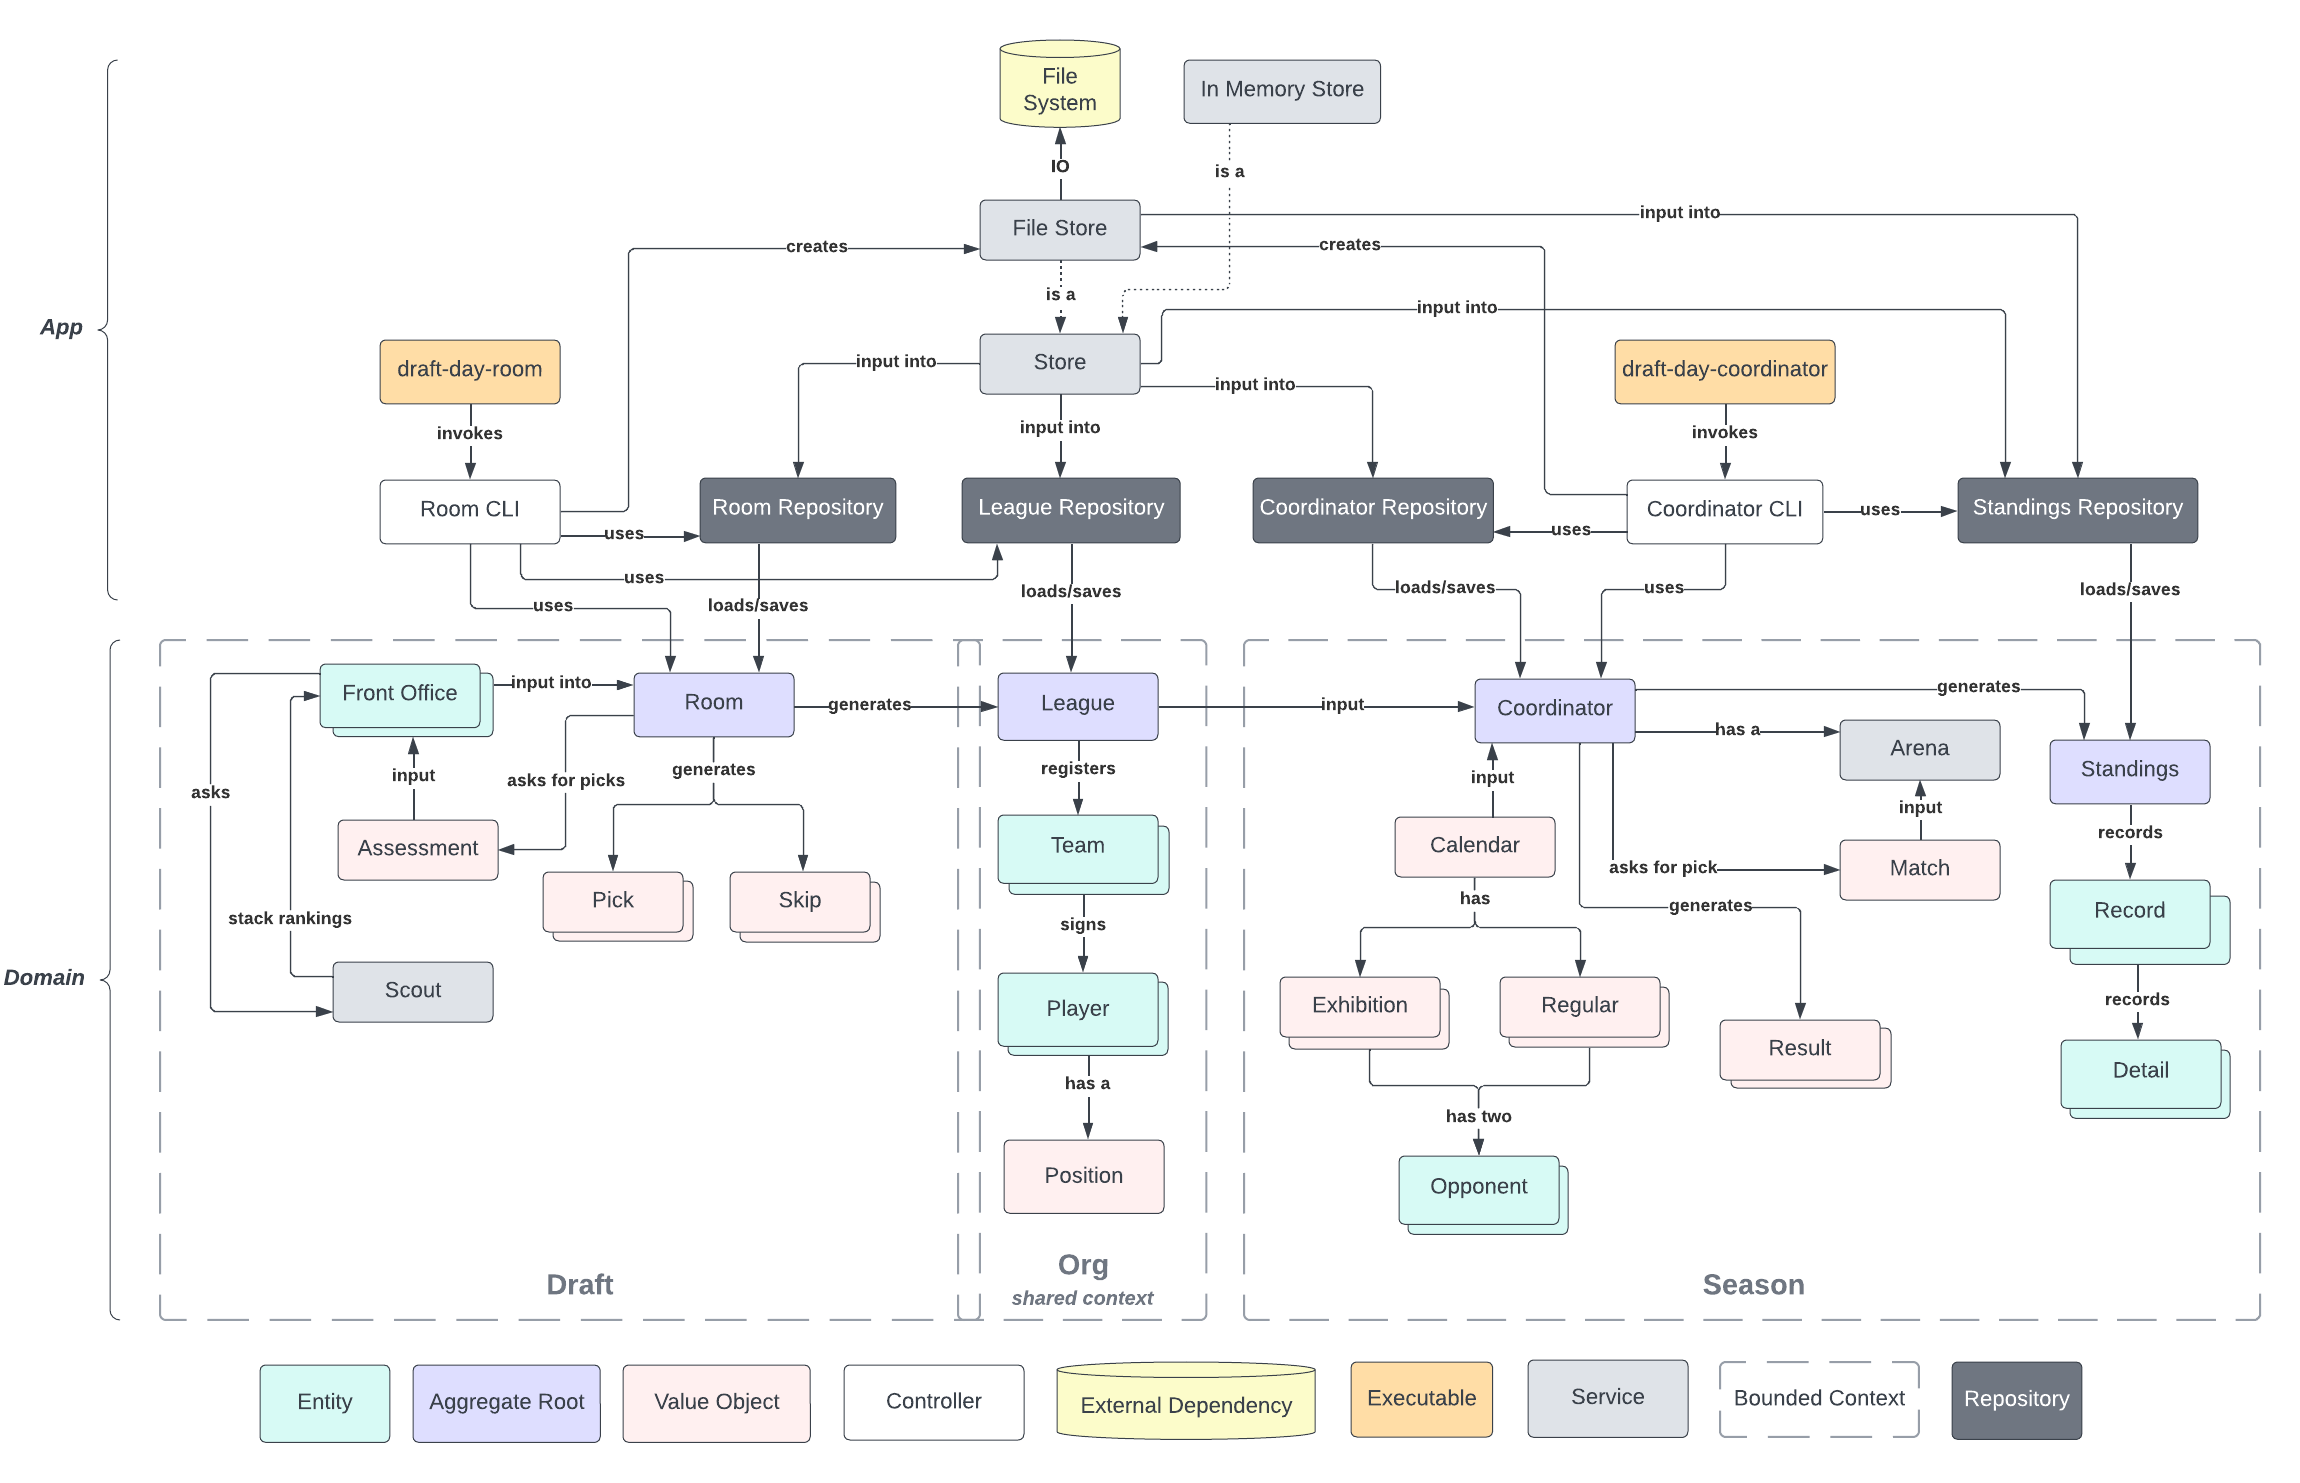 File
System
In Memory Store
IO
is a
File Store
input into
creates
creates
is a
input into
Store
input into
input into
input into
App
draft-day-room
draft-day-coordinator
invokes
invokes
Room CLI
Room Repository
League Repository
Coordinator Repository
Coordinator CLI
Standings Repository
uses
uses
uses
uses
uses
loads/saves
loads/saves
loads/saves
uses
loads/saves
Front Office
input into
Room
generates
League
input
Coordinator
generates
has a
Arena
Standings
asks
input
asks for picks
generates
registers
input
input
records
Assessment
Team
Calendar
asks for pick
Match
Pick
Skip
has
generates
Record
stack rankings
signs
Scout
Player
Exhibition
Regular
Result
records
Detail
Domain
has a
has two
Position
Opponent
Draft
Org
shared context
Season
Entity
Aggregate Root
Value Object
Controller
External Dependency
Executable
Service
Bounded Context
Repository